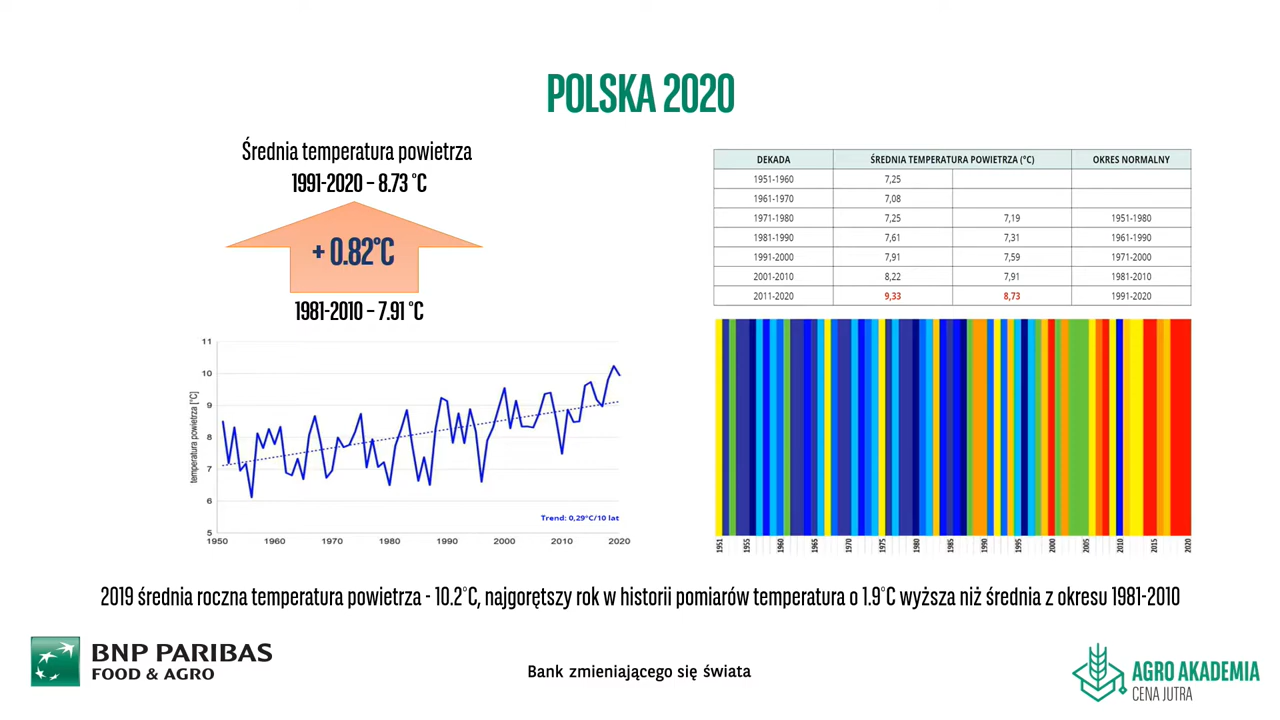 POLSKA 2020
Średnia temperatura powietrza
1991-2020 – 8.73 °C
+ 0.82°C
1981-2010 – 7.91 °C
DEKADA ŚREDNIA TEMPERATURA POWIETRZA (°C) OKRES NORMALNY
1951-1960 7,25
1961-1970 7,08
1971-1980 7,25 7,19 1951-1980
1981-1990 7,61 7,31 1961-1990
1991-2000 7,91 7,59 1971-2000
2001-2010 8,22 7,91 1981-2010
2011-2020 9,33 8,73 1991-2020
temperatura powietrza [°C]
11
10
9
8
7
6
5
Trend: 0,29°C/10 lat
1950 1960 1970 1980 1990 2000 2010 2020
1951 1955 1960 1965 1970 1975 1980 1985 1990 1995 2000 2005 2010 2015 2020
2019 średnia roczna temperatura powietrza - 10.2°C, najgorętszy rok w historii pomiarów temperatura o 1.9°C wyższa niż średnia z okresu 1981-2010
BNP PARIBAS
FOOD & AGRO
Bank zmieniającego się świata
AGRO AKADEMIA
CENA JUTRA